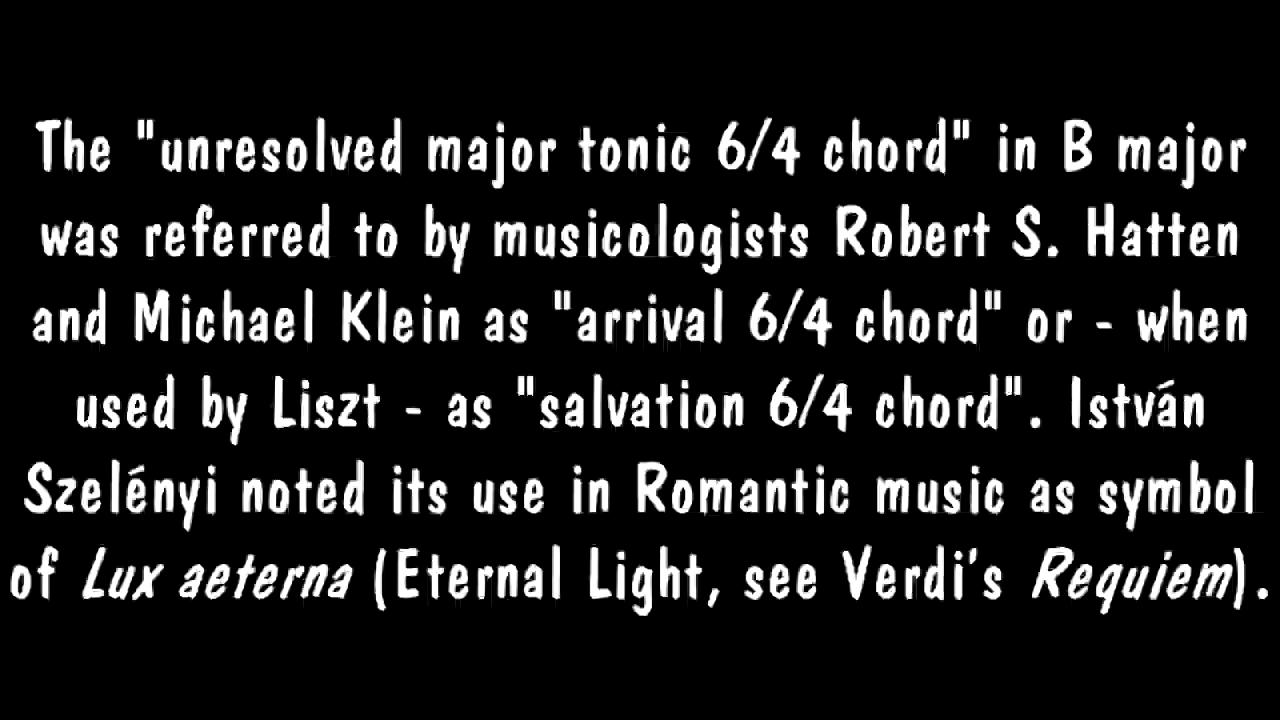 The "unresolved major tonic 6/4 chord" in B major
was referred to by musicologists Robert S. Hatten
and Michael Klein as "arrival 6/4 chord" or - when
used by Liszt - as "salvation 6/4 chord". István
Szelényi noted its use in Romantic music as symbol
of Lux aeterna (Eternal Light, see Verdi's Requiem).